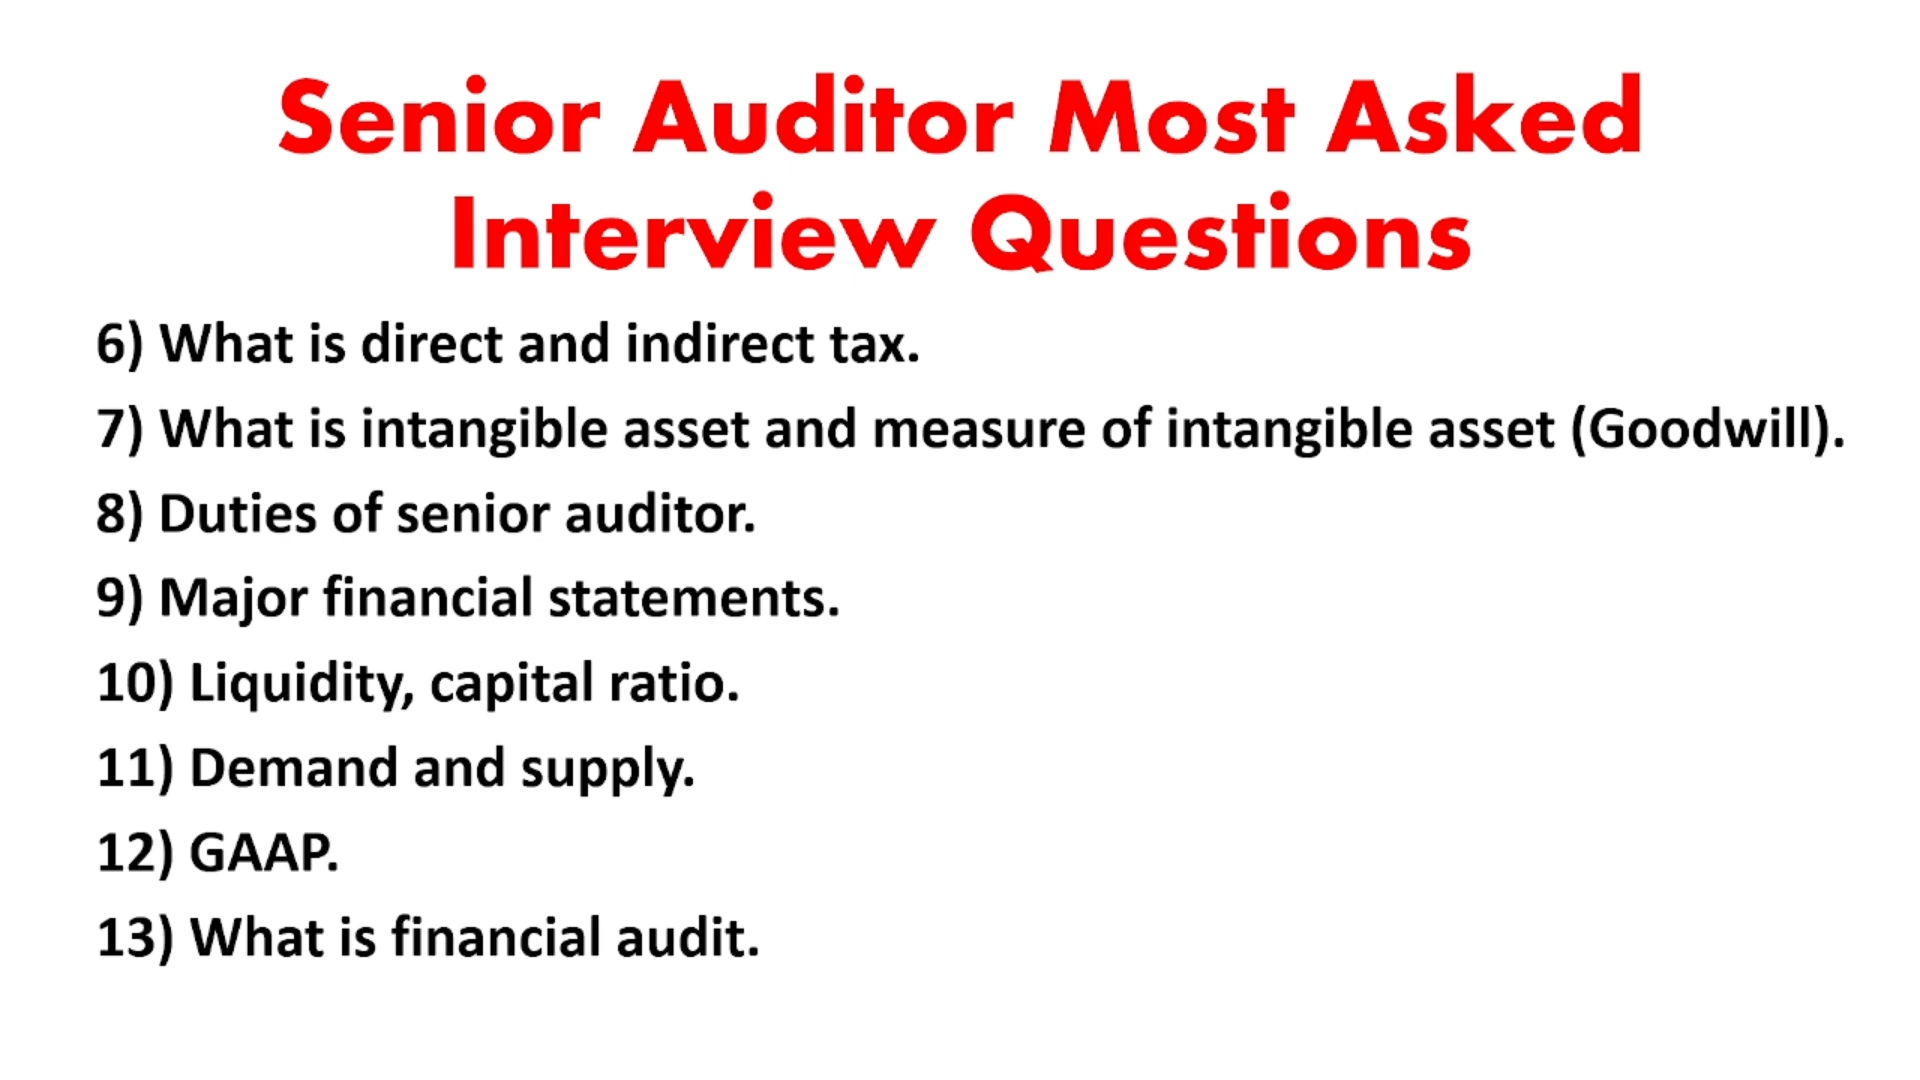 Senior Auditor Most Asked
Interview Questions
6) What is direct and indirect tax.
7) What is intangible asset and measure of intangible asset (Goodwill).
8) Duties of senior auditor.
9) Major financial statements.
10) Liquidity, capital ratio.
11) Demand and supply.
12) GAAP.
13) What is financial audit.